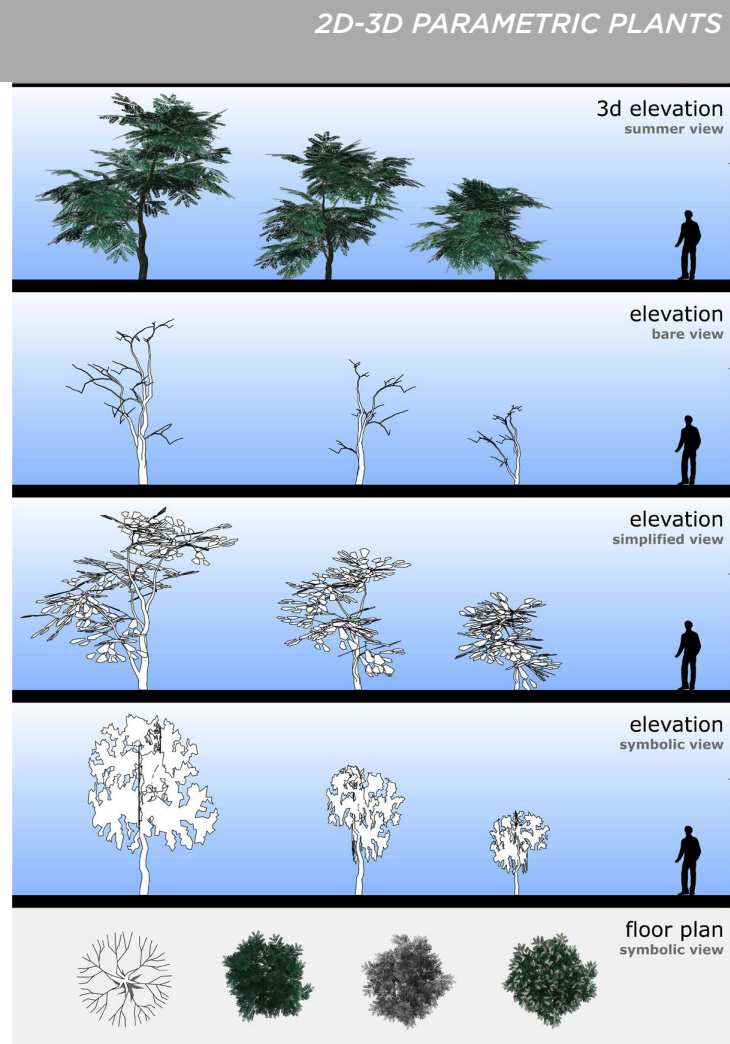 2D-3D PARAMETRIC PLANTS
3d elevation
summer view
elevation
bare view
elevation
simplified view
elevation
symbolic view
floor plan
symbolic view